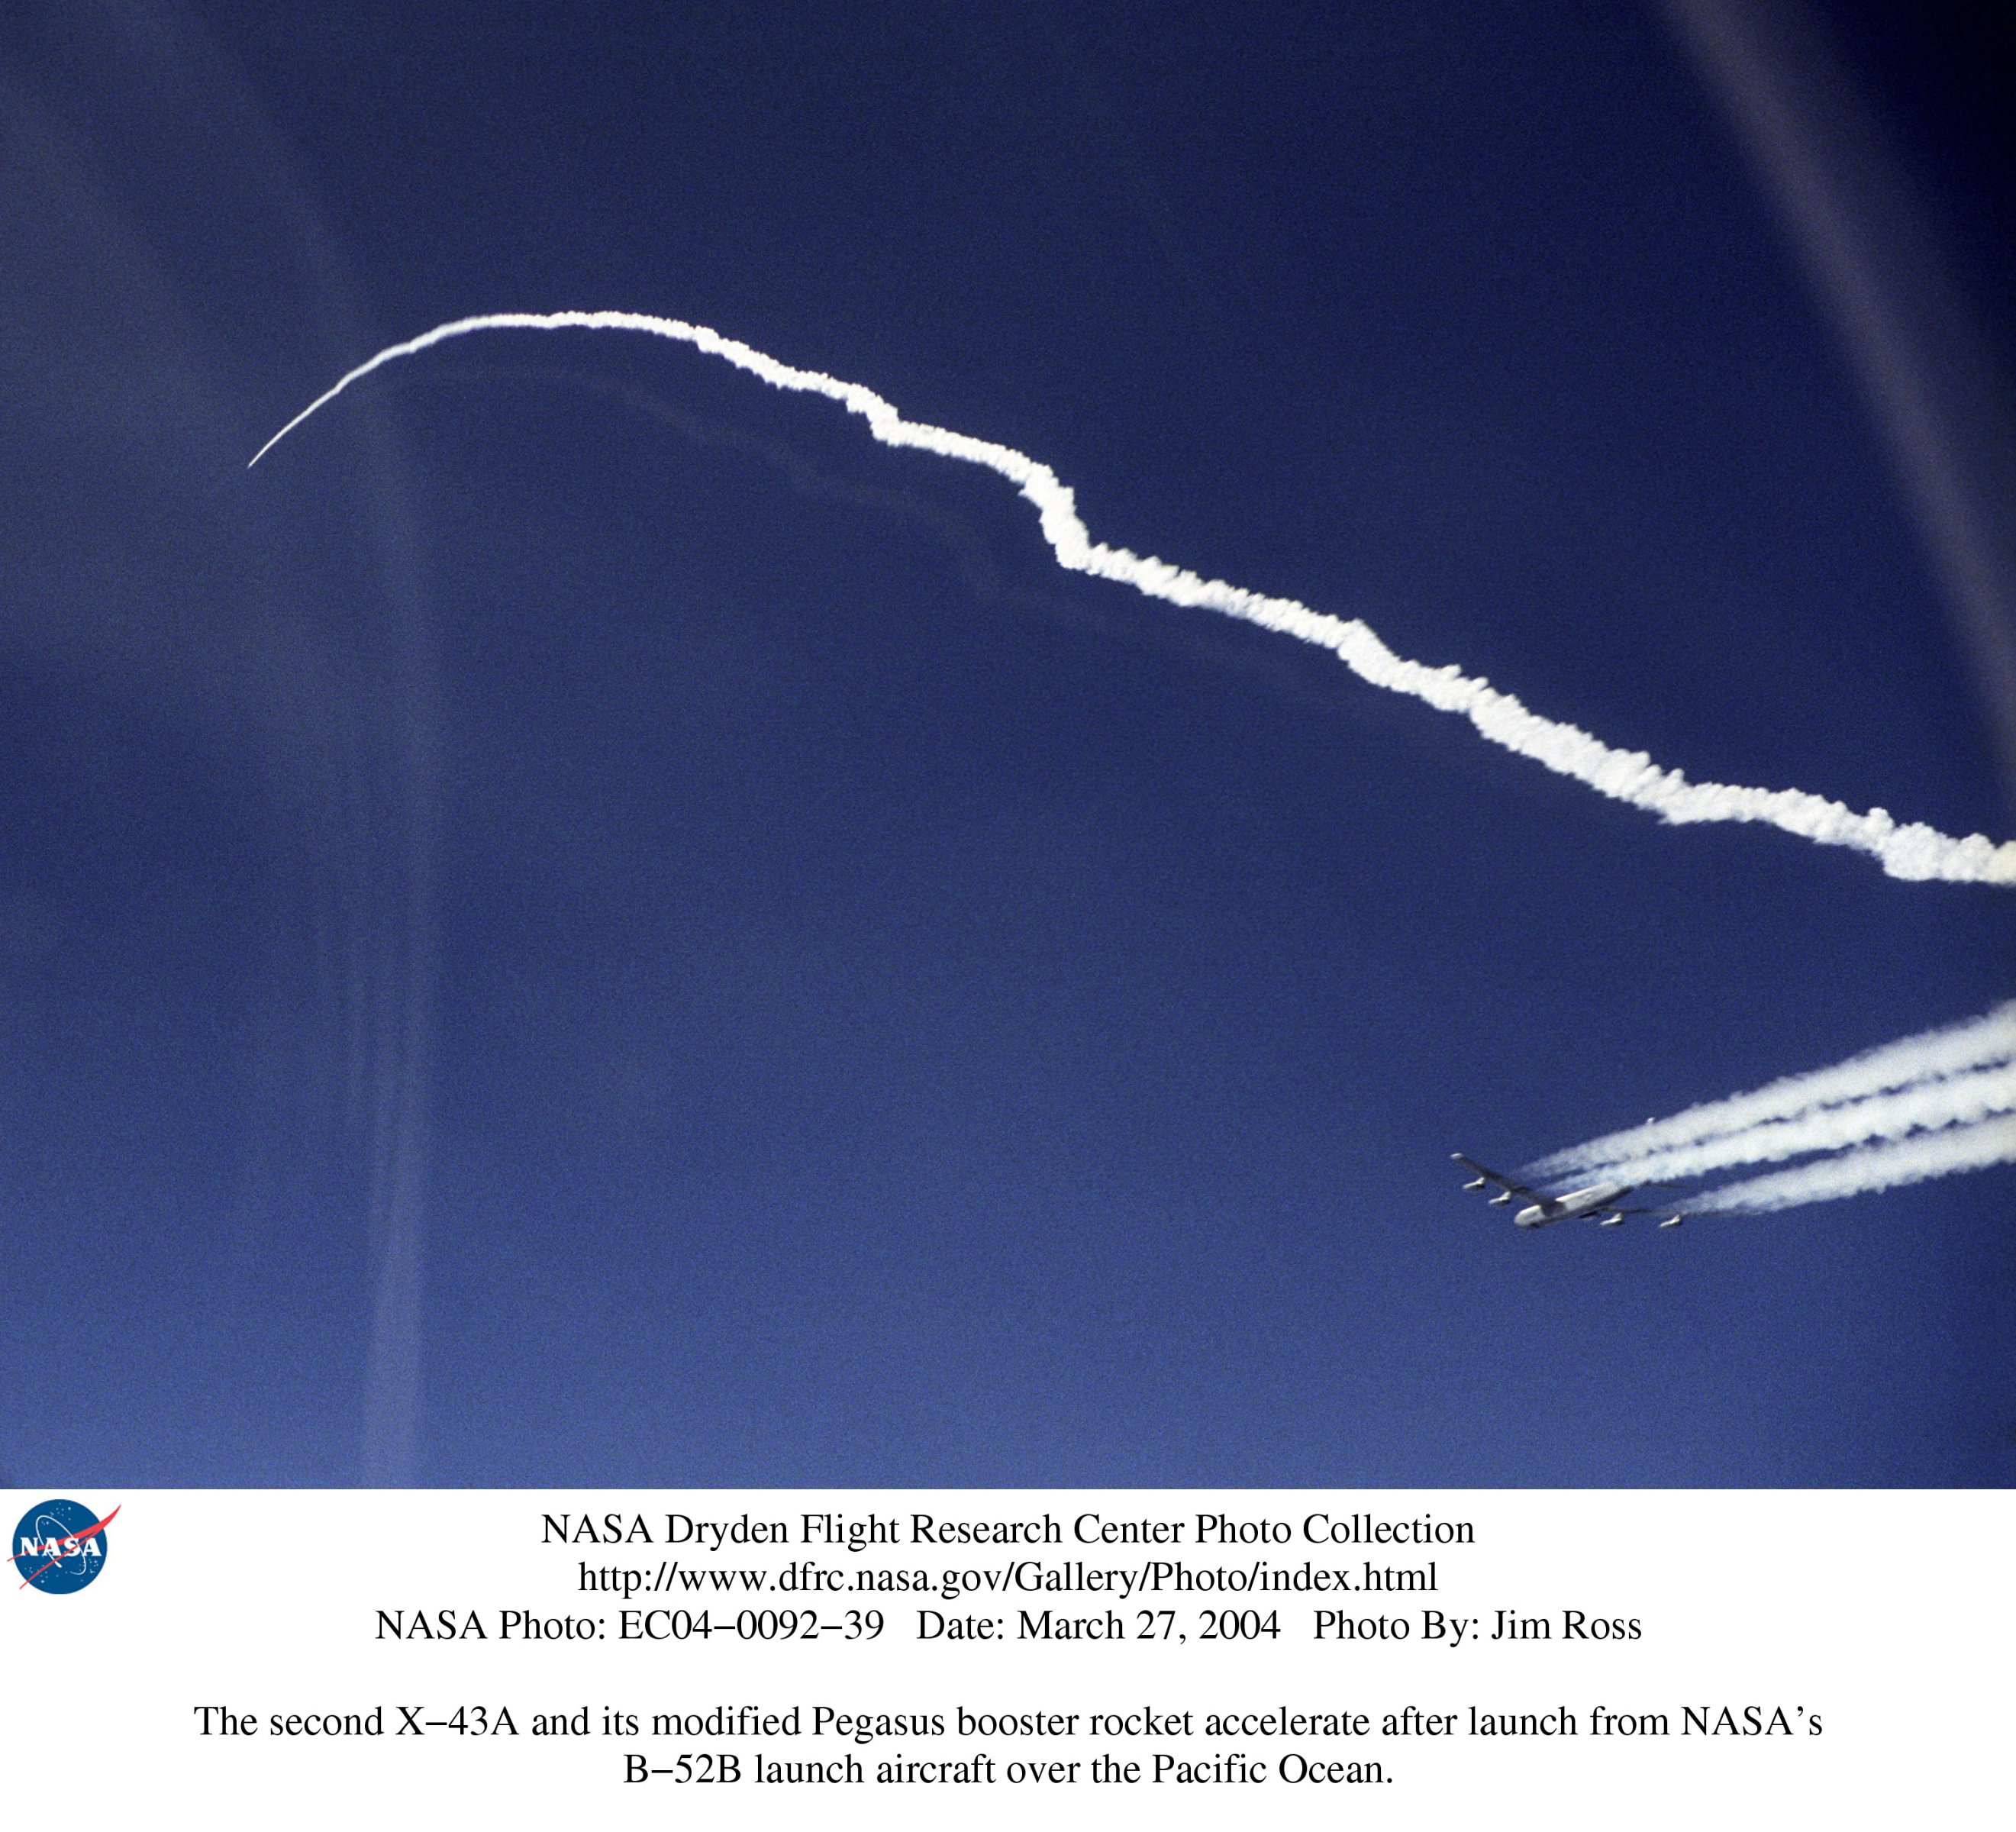 NASA
NASA Dryden Flight Research Center Photo Collection
http://www.dfrc.nasa.gov/Gallery/Photo/index.html
NASA Photo: EC04−0092−39 Date: March 27, 2004 Photo By: Jim Ross
The second X−43A and its modified Pegasus booster rocket accelerate after launch from NASA’s
B−52B launch aircraft over the Pacific Ocean.